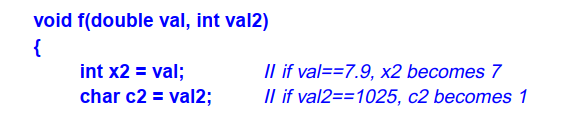 void f(double val, int val2)
{
int x2 = val; // if val==7.9, x2 becomes 7
char c2 = val2; // if val2==1025, c2 becomes 1